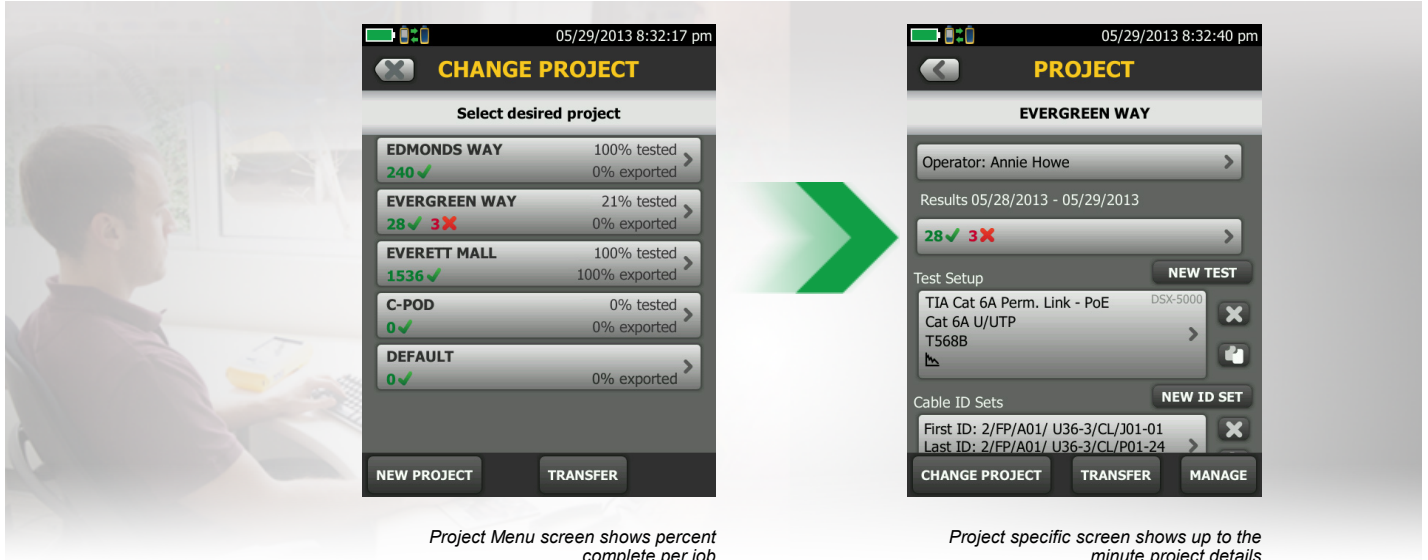 05/29/2013 8:32:17 pm
CHANGE PROJECT
Select desired project
EDMONDS WAY 100% tested
240 0% exported
EVERGREEN WAY 21% tested
28 3 0% exported
EVERETT MALL 100% tested
1536 100% exported
C-POD 0% tested
0 0% exported
DEFAULT
0 0% exported
NEW PROJECT TRANSFER
Project Menu screen shows percent
complete per job
05/29/2013 8:32:40 pm
PROJECT
EVERGREEN WAY
Operator: Annie Howe
Results 05/28/2013 - 05/29/2013
28 3
Test Setup NEW TEST
TIA Cat 6A Perm. Link - PoE DSX-5000
Cat 6A U/UTP
T568B
Cable ID Sets NEW ID SET
First ID: 2/FP/A01/ U36-3/CL/J01-01
Last ID: 2/FP/A01/ U36-3/CL/P01-24
CHANGE PROJECT TRANSFER MANAGE
Project specific screen shows up to the
minute project details